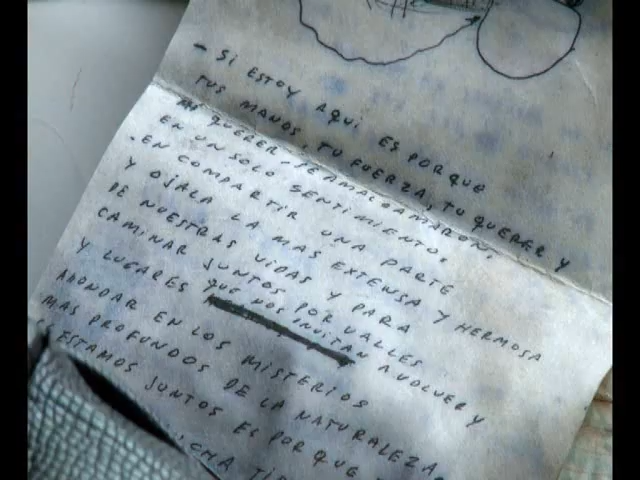 - SI ESTOY AQUI ES PORQUE
TUS MANOS, TU FUERZA, TU QUERER Y
MI QUERER, SE AMALGAMARON,
EN UN SOLO SENTIMIENTO.
- EN COMPARTIR UNA PARTE
Y OJALA LA MAS EXTENSA Y HERMOSA
DE NUESTRAS VIDAS Y PARA
CAMINAR JUNTOS POR VALLES
Y LUGARES QUE NOS INVITAN A VOLVER Y
AHONDAR EN LOS MISTERIOS
MAS PROFUNDOS DE LA NATURALEZA.
ESTAMOS JUNTOS ES PORQUE